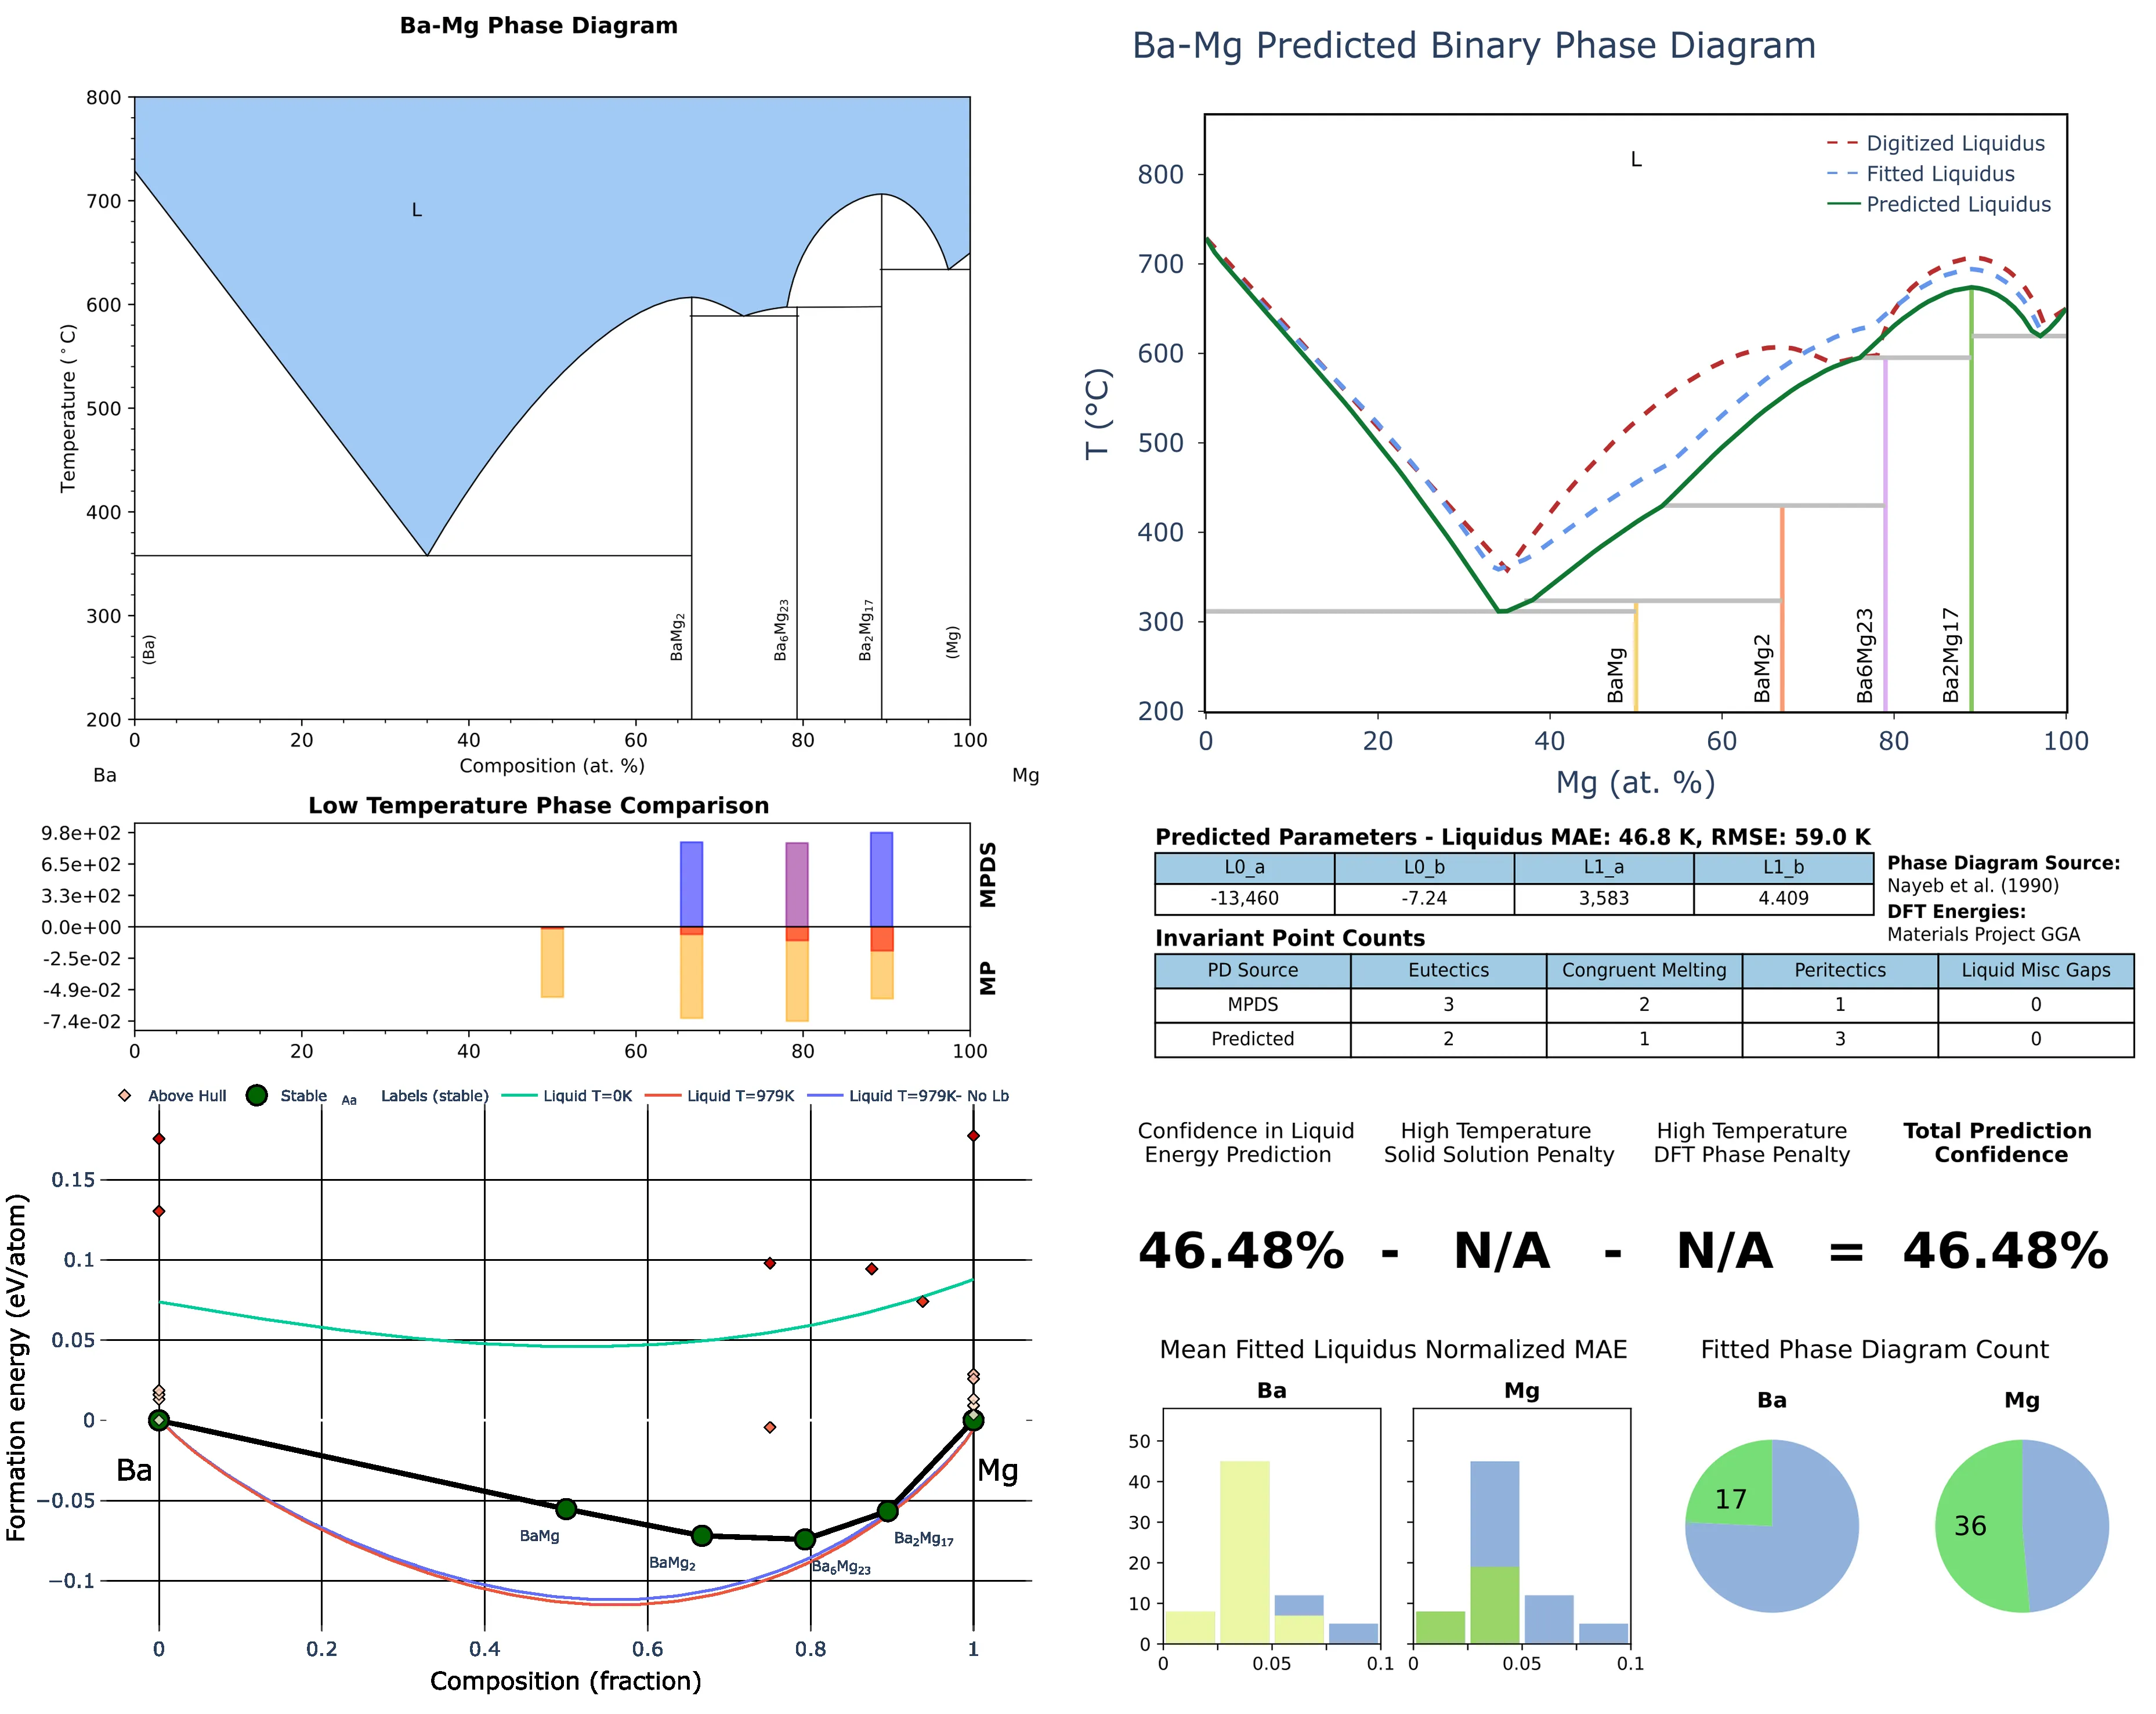 Ba-Mg Phase Diagram
800
700
600
500
400
300
200
Temperature (°C)
L
(Ba)
BaMg2
Ba6Mg23
Ba2Mg17
(Mg)
0 20 40 60 80 100
Composition (at. %)
Ba Mg
Low Temperature Phase Comparison
9.8e+02
6.5e+02
3.3e+02
0.0e+00
-2.5e-02
-4.9e-02
-7.4e-02
MPDS
MP
0 20 40 60 80 100
Above Hull Stable Aa Labels (stable) Liquid T=0K Liquid T=979K Liquid T=979K- No Lb
0.15
0.1
0.05
0
−0.05
−0.1
Formation energy (eV/atom)
Ba
Mg
BaMg
BaMg2
Ba6Mg23
Ba2Mg17
0 0.2 0.4 0.6 0.8 1
Composition (fraction)
Ba-Mg Predicted Binary Phase Diagram
L
Digitized Liquidus
Fitted Liquidus
Predicted Liquidus
800
700
600
500
400
300
200
T (°C)
BaMg
BaMg2
Ba6Mg23
Ba2Mg17
0 20 40 60 80 100
Mg (at. %)
Predicted Parameters - Liquidus MAE: 46.8 K, RMSE: 59.0 K
L0_a L0_b L1_a L1_b
-13,460 -7.24 3,583 4.409
Phase Diagram Source:
Nayeb et al. (1990)
DFT Energies:
Materials Project GGA
Invariant Point Counts
PD Source Eutectics Congruent Melting Peritectics Liquid Misc Gaps
MPDS 3 2 1 0
Predicted 2 1 3 0
Confidence in Liquid
Energy Prediction
High Temperature
Solid Solution Penalty
High Temperature
DFT Phase Penalty
Total Prediction
Confidence
46.48% - N/A - N/A = 46.48%
Mean Fitted Liquidus Normalized MAE
Ba
Mg
50
40
30
20
10
0
0 0.05 0.1
0 0.05 0.1
Fitted Phase Diagram Count
Ba
Mg
17
36